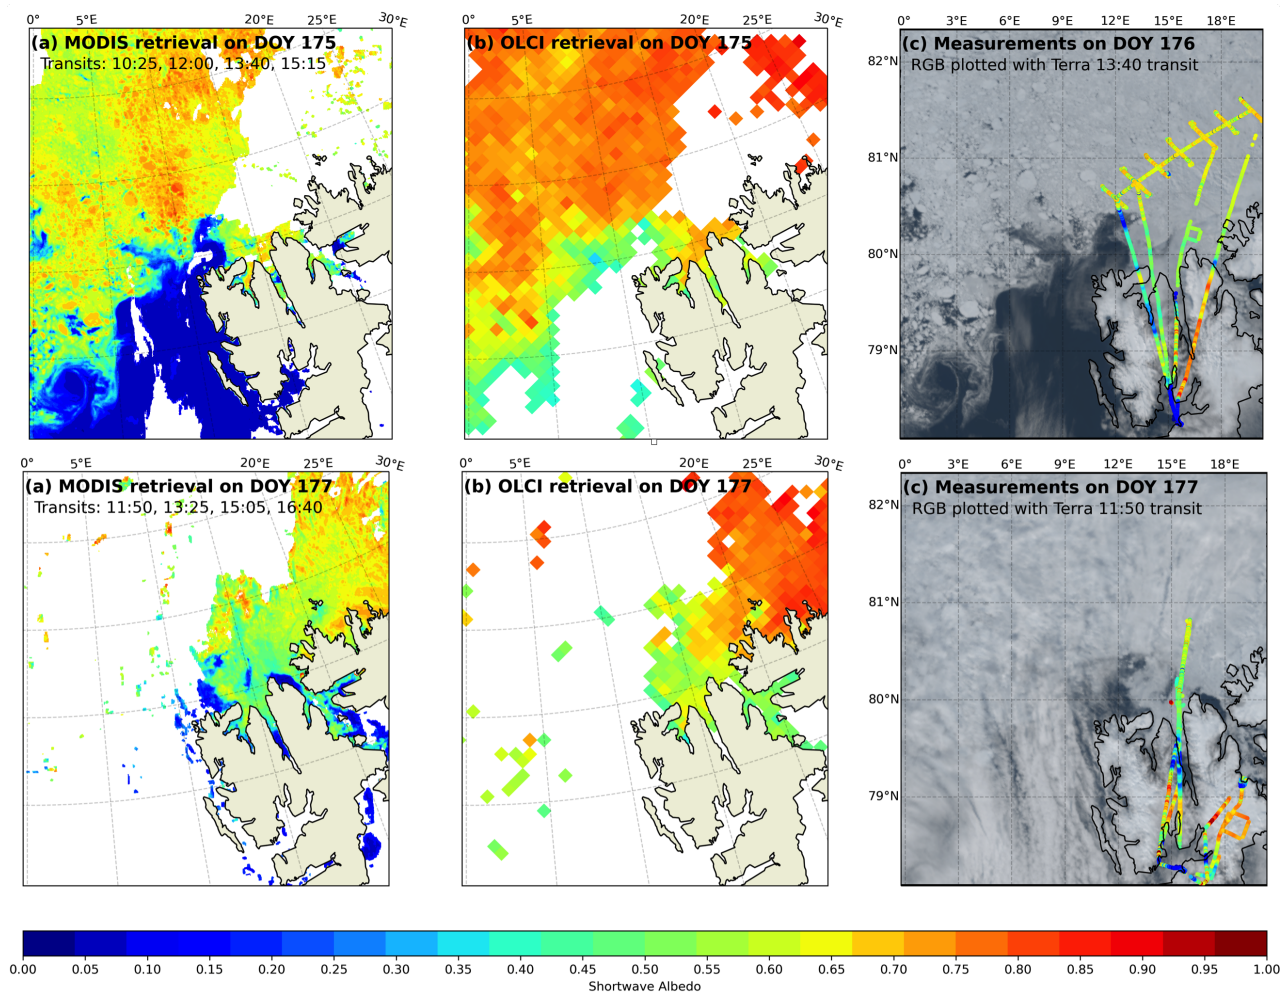 0° 5°E 20°E 25°E 30°E
(a) MODIS retrieval on DOY 175
Transits: 10:25, 12:00, 13:40, 15:15
0° 5°E 20°E 25°E 30°E
(b) OLCI retrieval on DOY 175
0° 3°E 6°E 9°E 12°E 15°E 18°E
(c) Measurements on DOY 176
RGB plotted with Terra 13:40 transit
82°N
81°N
80°N
79°N
0° 5°E 20°E 25°E 30°E
(a) MODIS retrieval on DOY 177
Transits: 11:50, 13:25, 15:05, 16:40
0° 5°E 20°E 25°E 30°E
(b) OLCI retrieval on DOY 177
0° 3°E 6°E 9°E 12°E 15°E 18°E
(c) Measurements on DOY 177
RGB plotted with Terra 11:50 transit
82°N
81°N
80°N
79°N
0.00 0.05 0.10 0.15 0.20 0.25 0.30 0.35 0.40 0.45 0.50 0.55 0.60 0.65 0.70 0.75 0.80 0.85 0.90 0.95 1.00
Shortwave Albedo